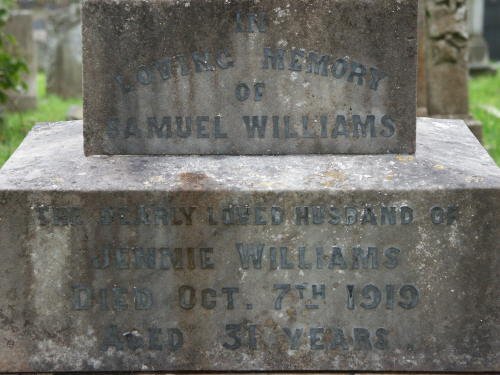 IN
LOVING MEMORY
OF
SAMUEL WILLIAMS
THE DEARLY LOVED HUSBAND OF
JENNIE WILLIAMS
DIED OCT. 7TH 1919
AGED 31 YEARS.